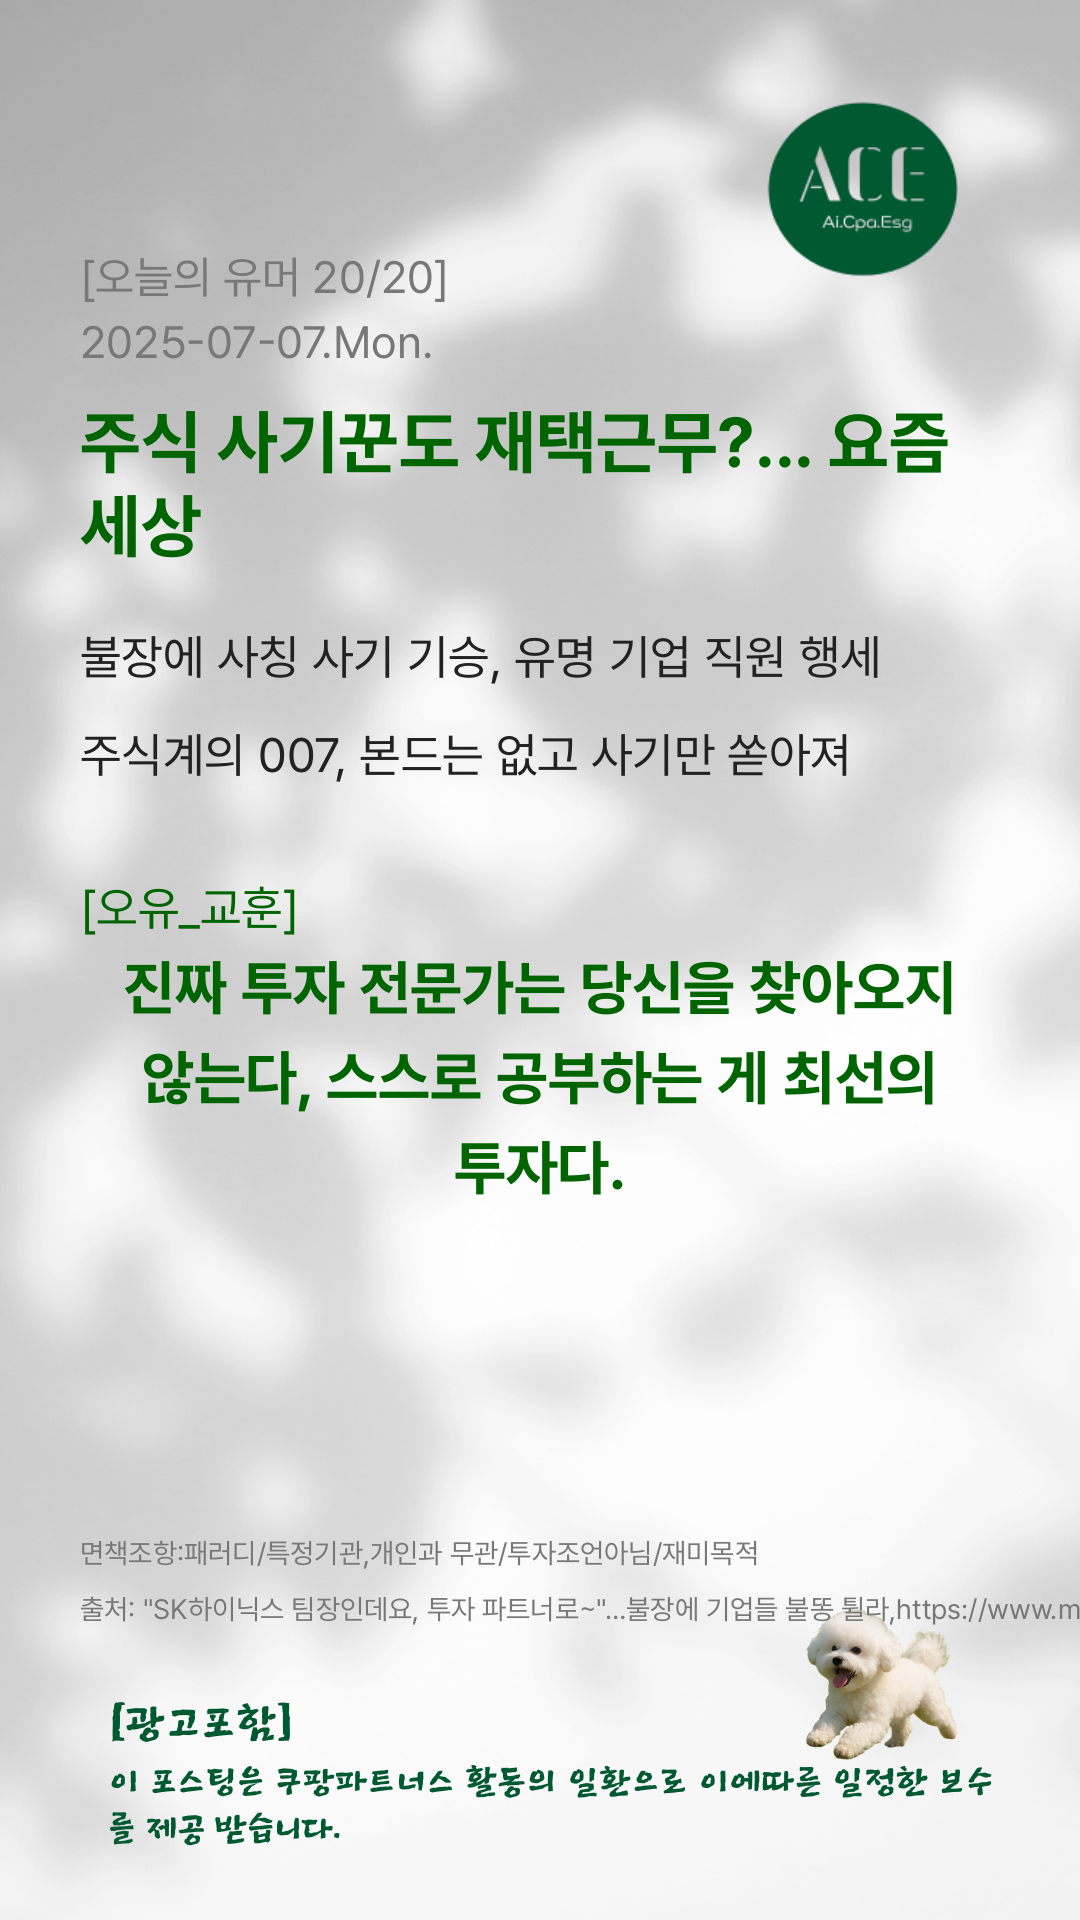 ACE
Ai.Cpa.Esg
[오늘의 유머 20/20]
2025-07-07.Mon.
주식 사기꾼도 재택근무?... 요즘
세상
불장에 사칭 사기 기승, 유명 기업 직원 행세
주식계의 007, 본드는 없고 사기만 쏟아져
[오유_교훈]
진짜 투자 전문가는 당신을 찾아오지
않는다, 스스로 공부하는 게 최선의
투자다.
면책조항:패러디/특정기관,개인과 무관/투자조언아님/재미목적
출처: "SK하이닉스 팀장인데요, 투자 파트너로~"...불장에 기업들 불똥 튈라,https://www.m
[광고포함]
이 포스팅은 쿠팡파트너스 활동의 일환으로 이에따른 일정한 보수
를 제공 받습니다.